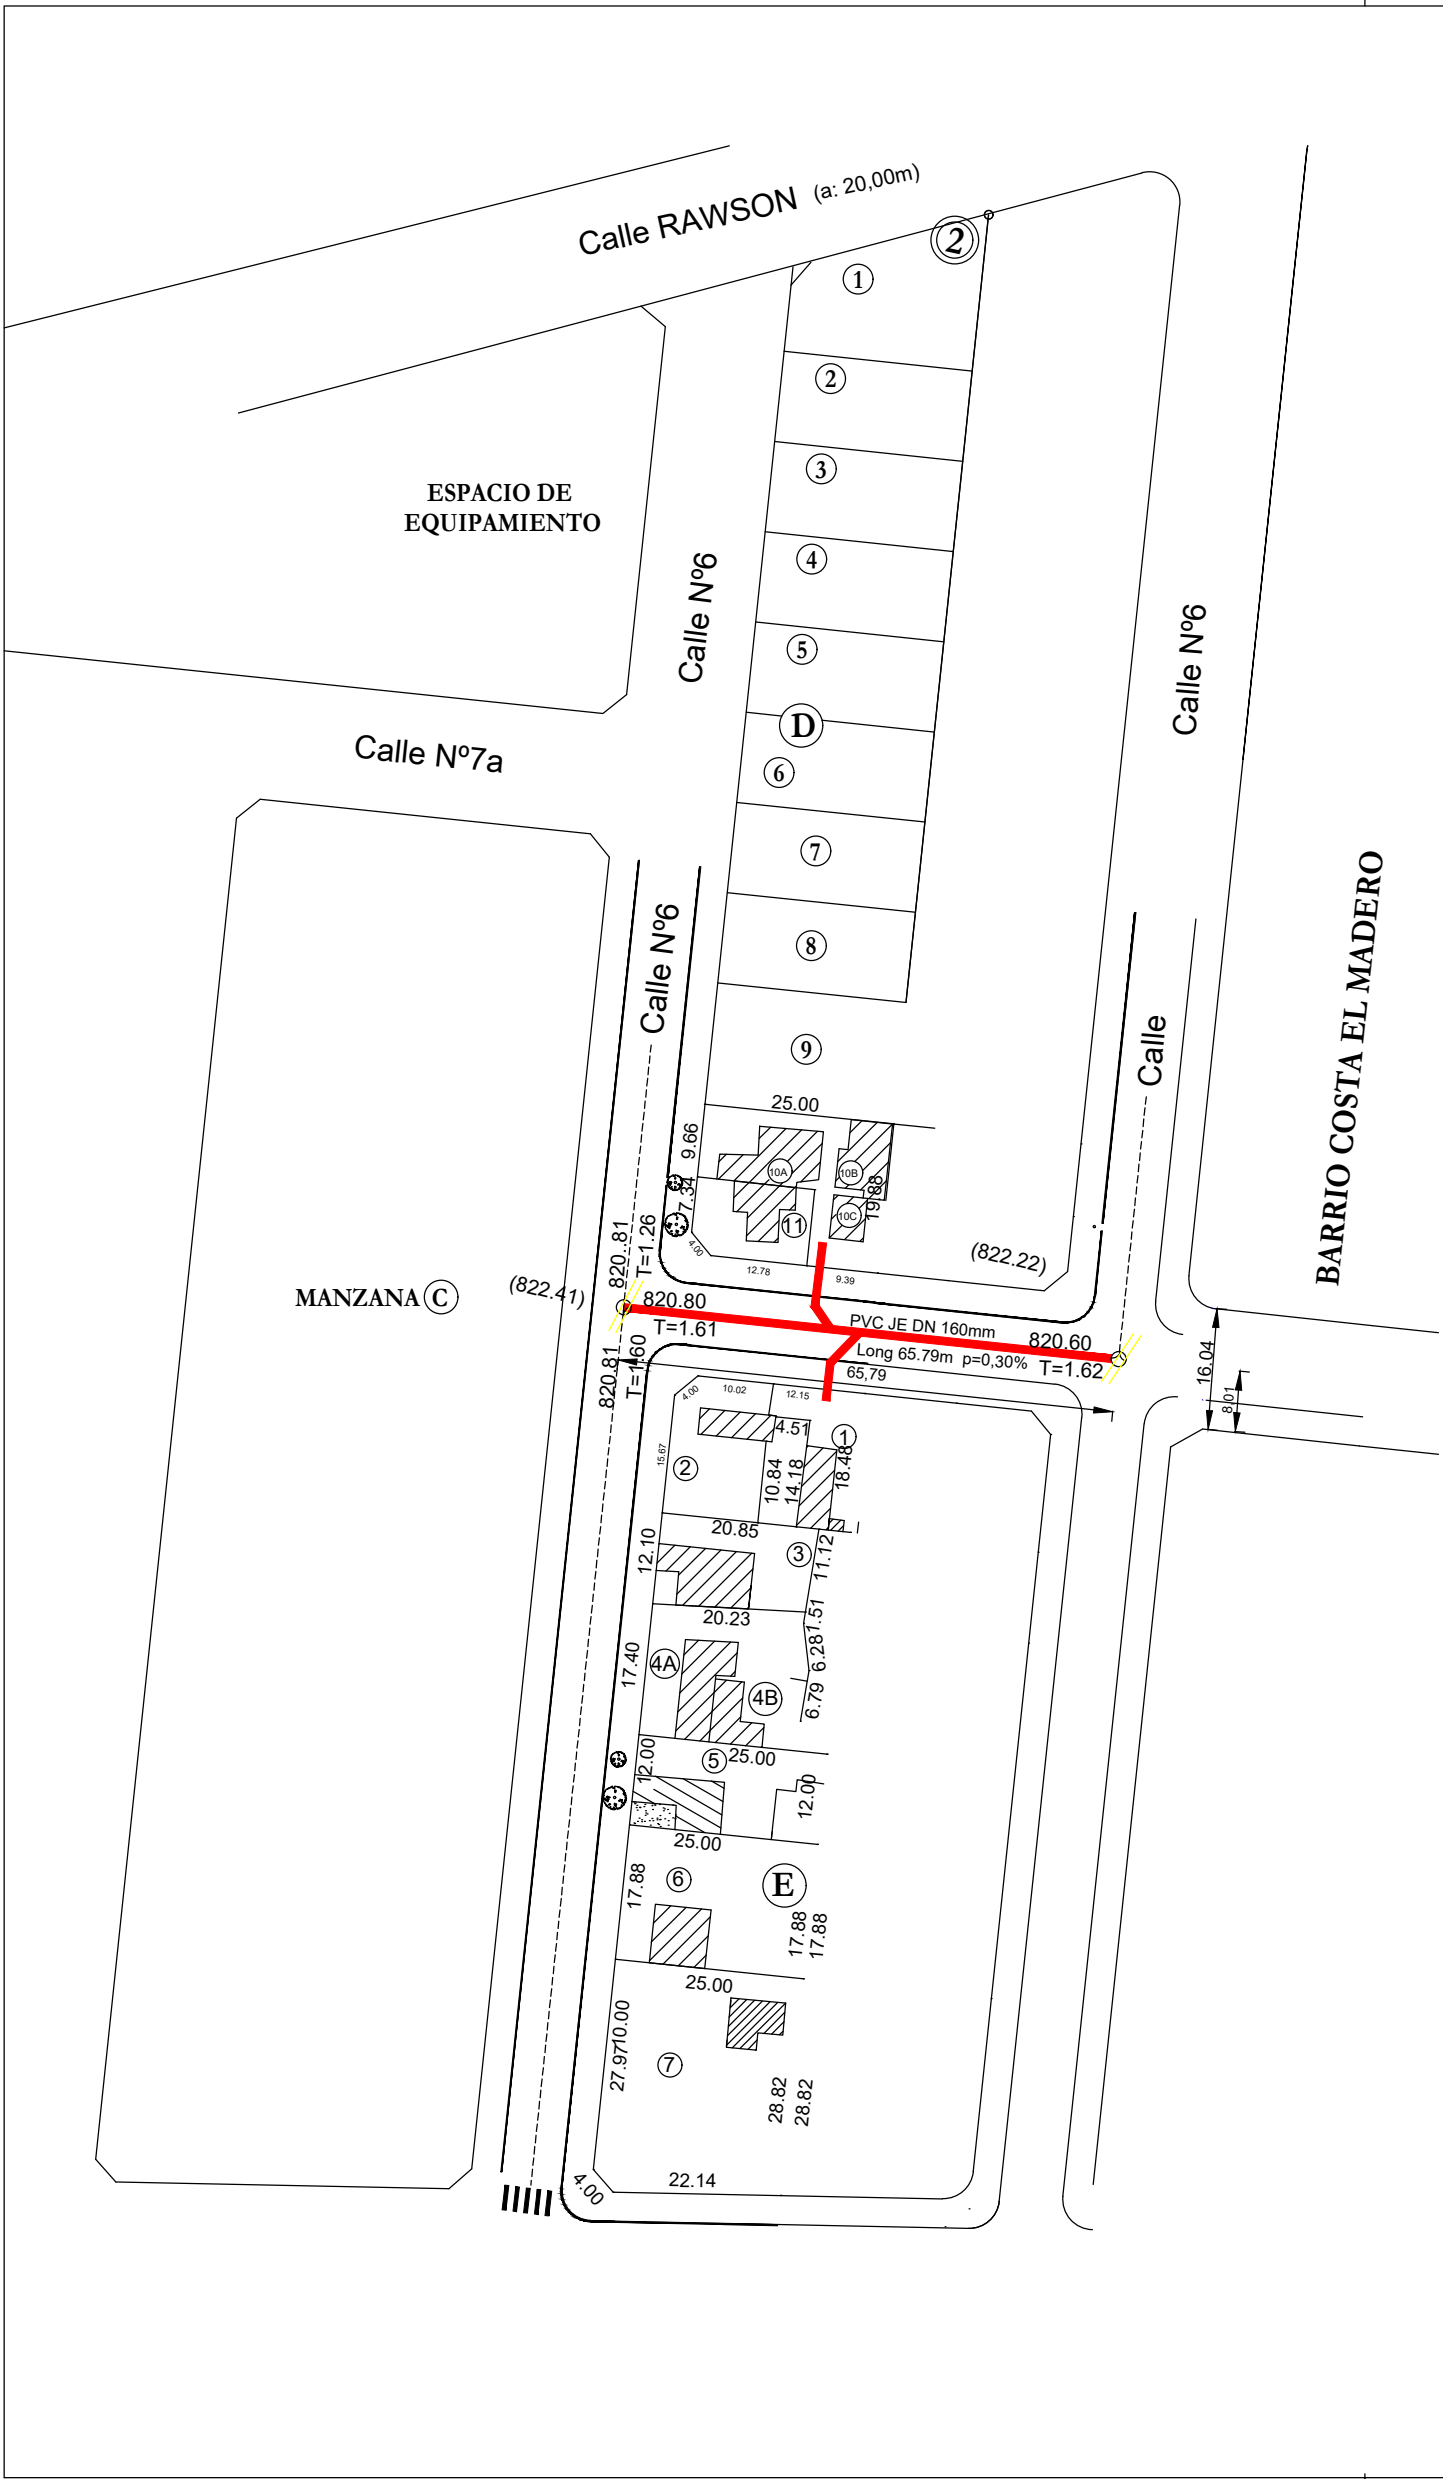 Calle RAWSON (a: 20,00m)
2
1
2
3
4
5
D
6
7
8
9
ESPACIO DE
EQUIPAMIENTO
Calle Nº6
Calle Nº6
Calle Nº7a
Calle Nº6
Calle
BARRIO COSTA EL MADERO
25.00
9.66
7.34
10A
10B
10C
19.88
11
4.00
12.78
9.39
(822.22)
MANZANA C
(822.41)
820.81
T=1.26
820.80
T=1.61
820.81
T=1.60
PVC JE DN 160mm
Long 65.79m p=0,30%
820.60
T=1.62
65,79
16.04
8.01
4.00
10.02
12.15
4.51
1
15.67
2
10.84
14.18
18.48
20.85
12.10
3
11.12
20.23
1.51
6.28
6.79
17.40
4A
4B
25.00
12.00
5
12.00
25.00
17.88
6
E
17.88
17.88
25.00
10.00
27.97
7
28.82
28.82
22.14
4.00